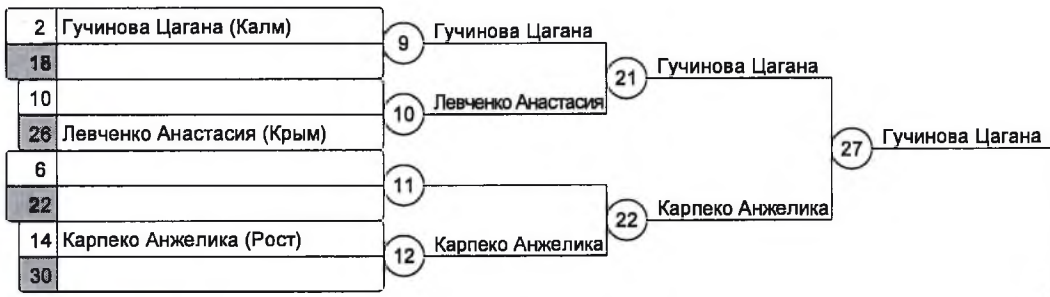 2 Гучинова Цагана (Калм)
18
10
26 Левченко Анастасия (Крым)
6
22
14 Карпеко Анжелика (Рост)
30
9 Гучинова Цагана
10 Левченко Анастасия
11
12 Карпеко Анжелика
21 Гучинова Цагана
22 Карпеко Анжелика
27 Гучинова Цагана